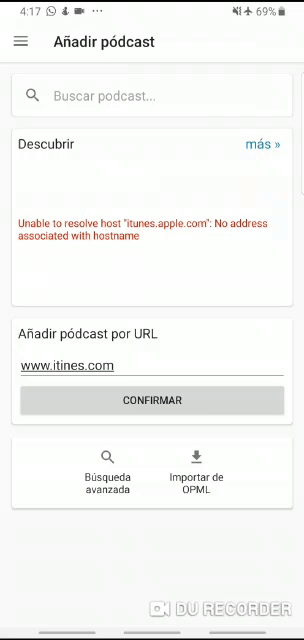 4:17 69%
Añadir pódcast
Buscar podcast...
Descubrir más »
Unable to resolve host "itunes.apple.com": No address
associated with hostname
Añadir pódcast por URL
www.itines.com
CONFIRMAR
Búsqueda
avanzada
Importar de
OPML
DU RECORDER